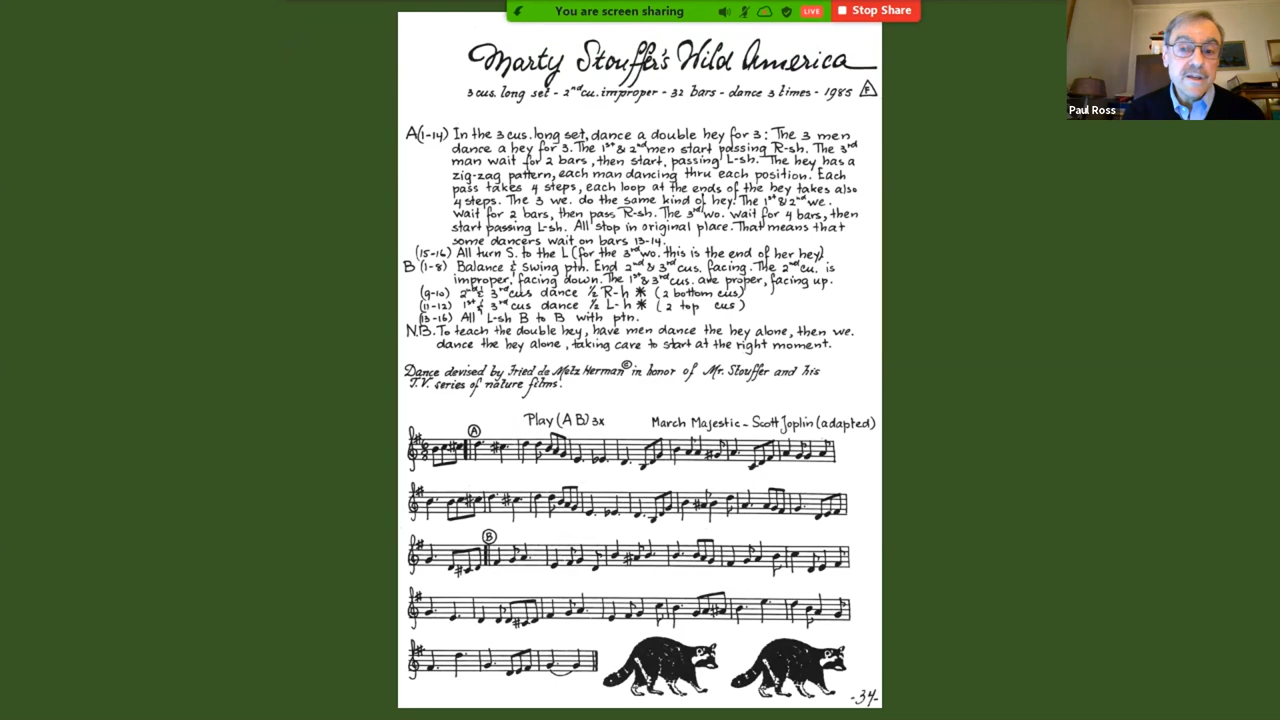 You are screen sharing
LIVE
Stop Share
Paul Ross
Marty Stouffer's Wild America
3 cus. long set - 2nd cu. improper - 32 bars - dance 3 times - 1985 F
A(1-14) In the 3 cus. long set, dance a double hey for 3: The 3 men
dance a hey for 3. The 1st & 2nd men start passing R-sh. The 3rd
man wait for 2 bars, then start, passing L-sh. The hey has a
zig-zag pattern, each man dancing thru each position. Each
pass takes 4 steps, each loop at the ends of the hey takes also
4 steps. The 3 we. do the same kind of hey. The 1st & 2nd we.
wait for 2 bars, then pass R-sh. The 3rd wo. wait for 4 bars, then
start passing L-sh. All stop in original place. That means that
some dancers wait on bars 13-14.
(15-16) All turn S. to the L (for the 3rd wo. this is the end of her hey)
B (1-8) Balance & swing ptn. End 2nd & 3rd cus. facing. The 2nd cu. is
improper, facing down. The 1st & 3rd cus. are proper, facing up.
(9-10) 2nd & 3rd cus dance ½ R-h * (2 bottom cus)
(11-12) 1st & 3rd cus dance ½ L-h * (2 top cus)
(13-16) All L-sh B to B with ptn.
N.B. To teach the double hey, have men dance the hey alone, then we.
dance the hey alone, taking care to start at the right moment.
Dance devised by Fried de Metz Herman © in honor of Mr. Stouffer and his
T.V. series of nature films.
Play (A B) 3x
March Majestic - Scott Joplin (adapted)
A
6
8
B
-34-